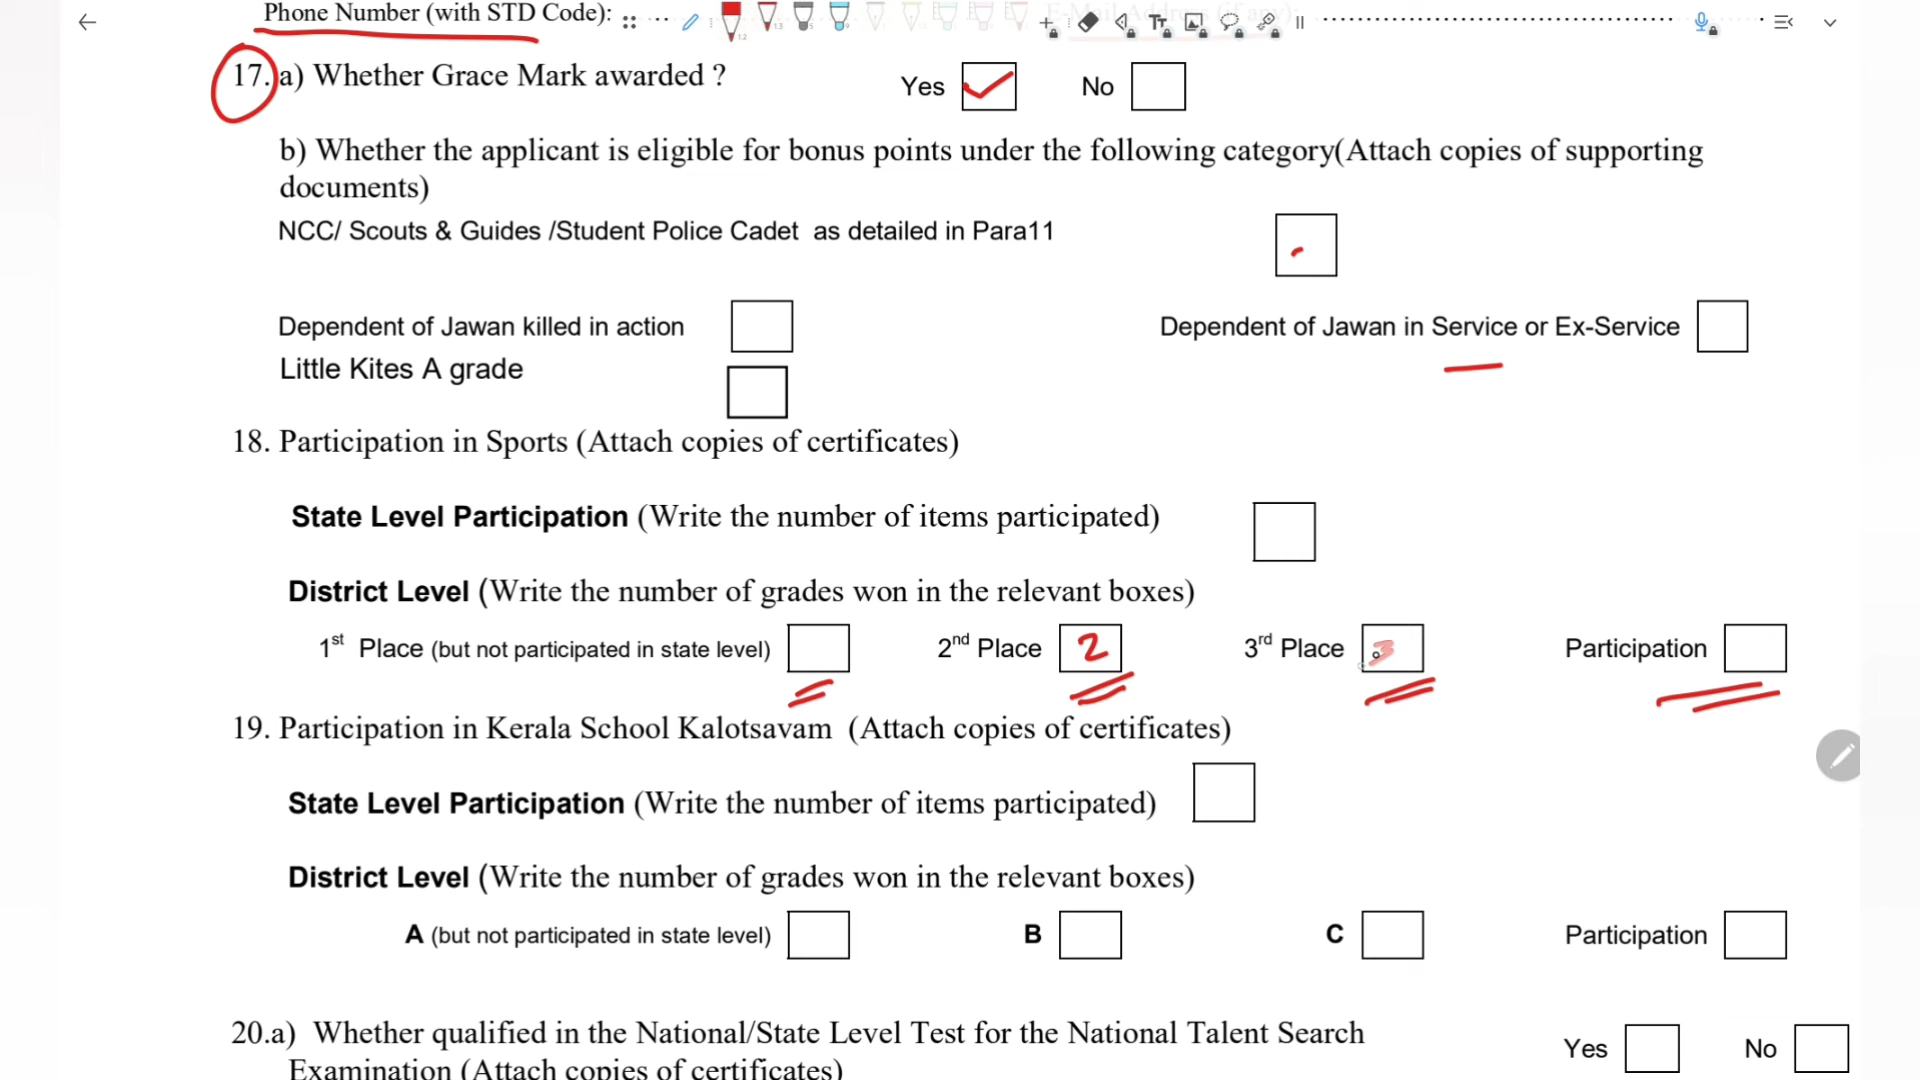 Phone Number (with STD Code):
E-Mail Address (if any):
17. a) Whether Grace Mark awarded ? Yes No
b) Whether the applicant is eligible for bonus points under the following category(Attach copies of supporting
documents)
NCC/ Scouts & Guides /Student Police Cadet as detailed in Para11
Dependent of Jawan killed in action Dependent of Jawan in Service or Ex-Service
Little Kites A grade
18. Participation in Sports (Attach copies of certificates)
State Level Participation (Write the number of items participated)
District Level (Write the number of grades won in the relevant boxes)
1st Place (but not participated in state level) 2nd Place 2 3rd Place 3 Participation
19. Participation in Kerala School Kalotsavam (Attach copies of certificates)
State Level Participation (Write the number of items participated)
District Level (Write the number of grades won in the relevant boxes)
A (but not participated in state level) B C Participation
20.a) Whether qualified in the National/State Level Test for the National Talent Search Yes No
Examination (Attach copies of certificates)